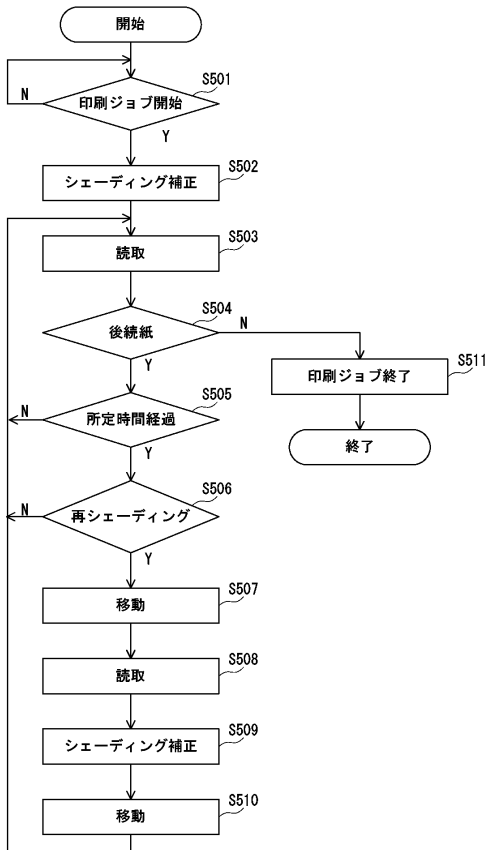 開始
S501
N
印刷ジョブ開始
Y
S502
シェーディング補正
S503
読取
S504
後続紙
N
Y
S511
印刷ジョブ終了
S505
N
所定時間経過
Y
終了
S506
N
再シェーディング
Y
S507
移動
S508
読取
S509
シェーディング補正
S510
移動